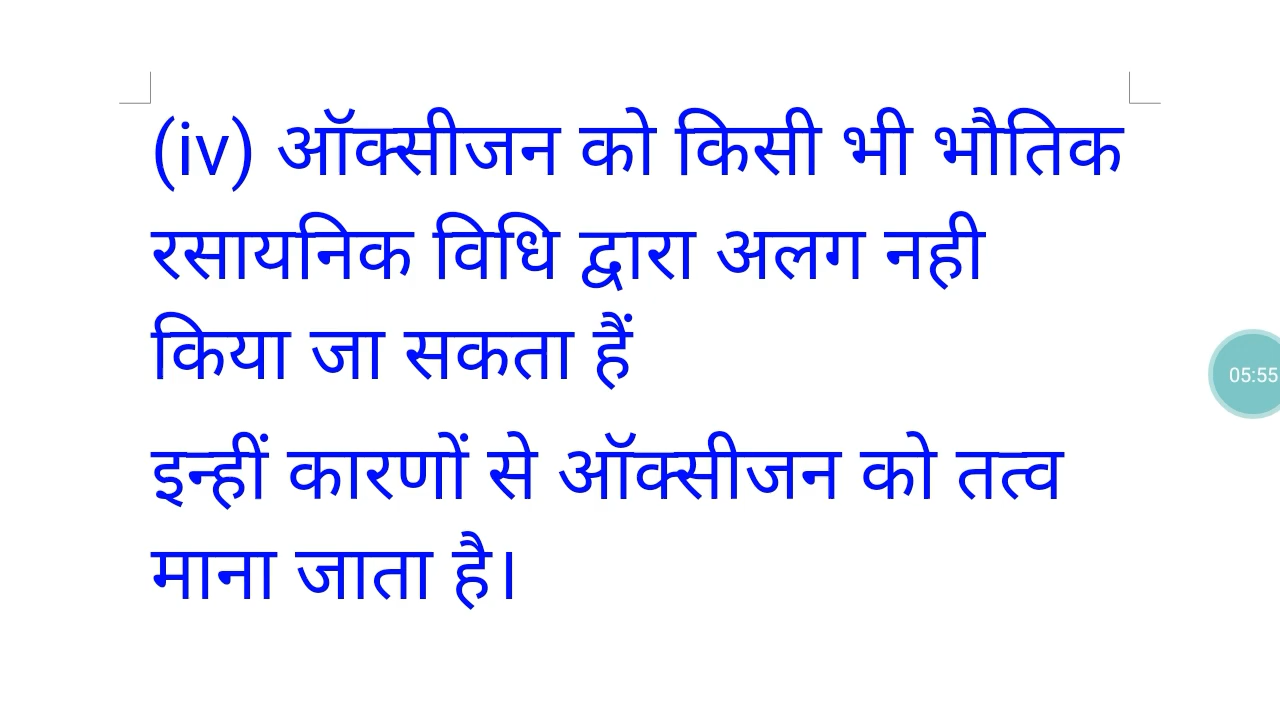 (iv) ऑक्सीजन को किसी भी भौतिक
रसायनिक विधि द्वारा अलग नही
किया जा सकता हैं
इन्हीं कारणों से ऑक्सीजन को तत्व
माना जाता है।
05:55